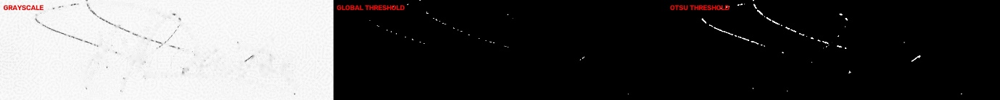 GRAYSCALE
GLOBAL THRESHOLD
OTSU THRESHOLD